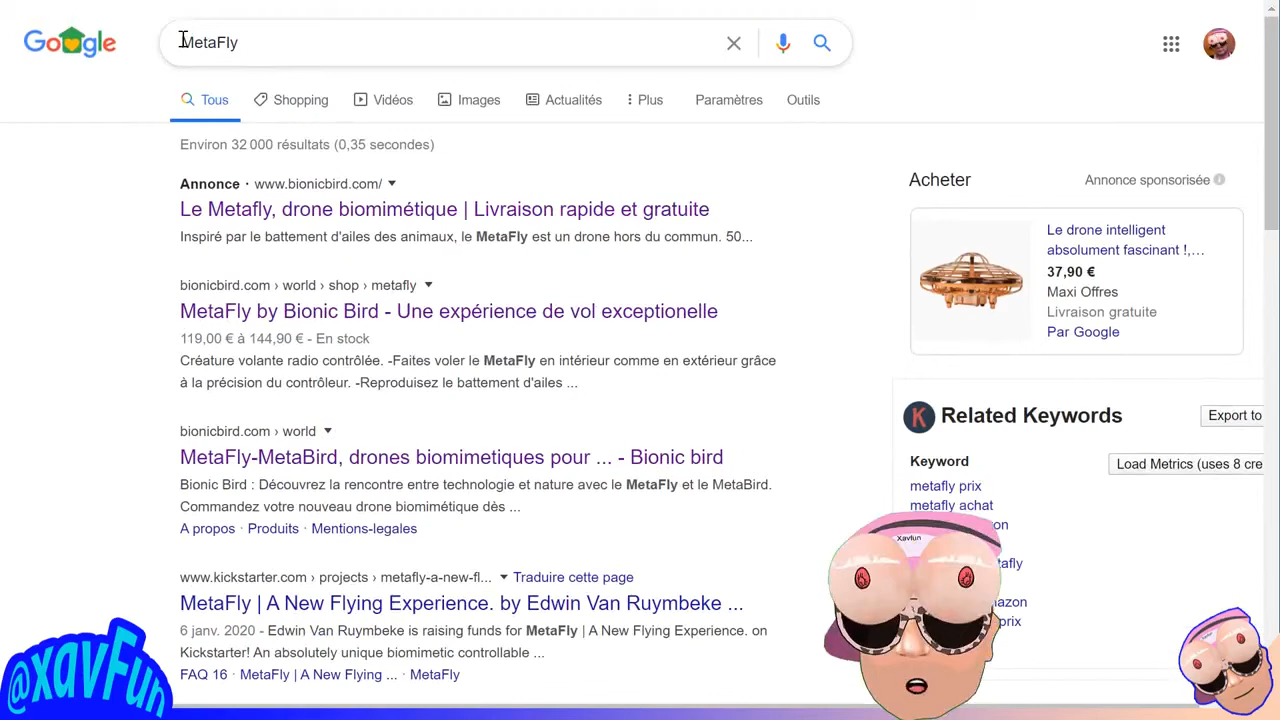 Google
MetaFly
Tous
Shopping
Vidéos
Images
Actualités
Plus
Paramètres
Outils
Environ 32 000 résultats (0,35 secondes)
Annonce · www.bionicbird.com/
Le Metafly, drone biomimétique | Livraison rapide et gratuite
Inspiré par le battement d'ailes des animaux, le MetaFly est un drone hors du commun. 50...
bionicbird.com › world › shop › metafly
MetaFly by Bionic Bird - Une expérience de vol exceptionelle
119,00 € à 144,90 € - En stock
Créature volante radio contrôlée. -Faites voler le MetaFly en intérieur comme en extérieur grâce
à la précision du contrôleur. -Reproduisez le battement d'ailes ...
bionicbird.com › world
MetaFly-MetaBird, drones biomimetiques pour ... - Bionic bird
Bionic Bird : Découvrez la rencontre entre technologie et nature avec le MetaFly et le MetaBird.
Commandez votre nouveau drone biomimétique dès ...
A propos · Produits · Mentions-legales
www.kickstarter.com › projects › metafly-a-new-fl... Traduire cette page
MetaFly | A New Flying Experience. by Edwin Van Ruymbeke ...
6 janv. 2020 - Edwin Van Ruymbeke is raising funds for MetaFly | A New Flying Experience. on
Kickstarter! An absolutely unique biomimetic controllable ...
FAQ 16 · MetaFly | A New Flying ... · MetaFly
Acheter
Annonce sponsorisée
Le drone intelligent
absolument fascinant !,...
37,90 €
Maxi Offres
Livraison gratuite
Par Google
K Related Keywords
Export to
Keyword
Load Metrics (uses 8 cre
metafly prix
metafly achat
on
tafly
nazon
prix
Xavfun
@xavFun